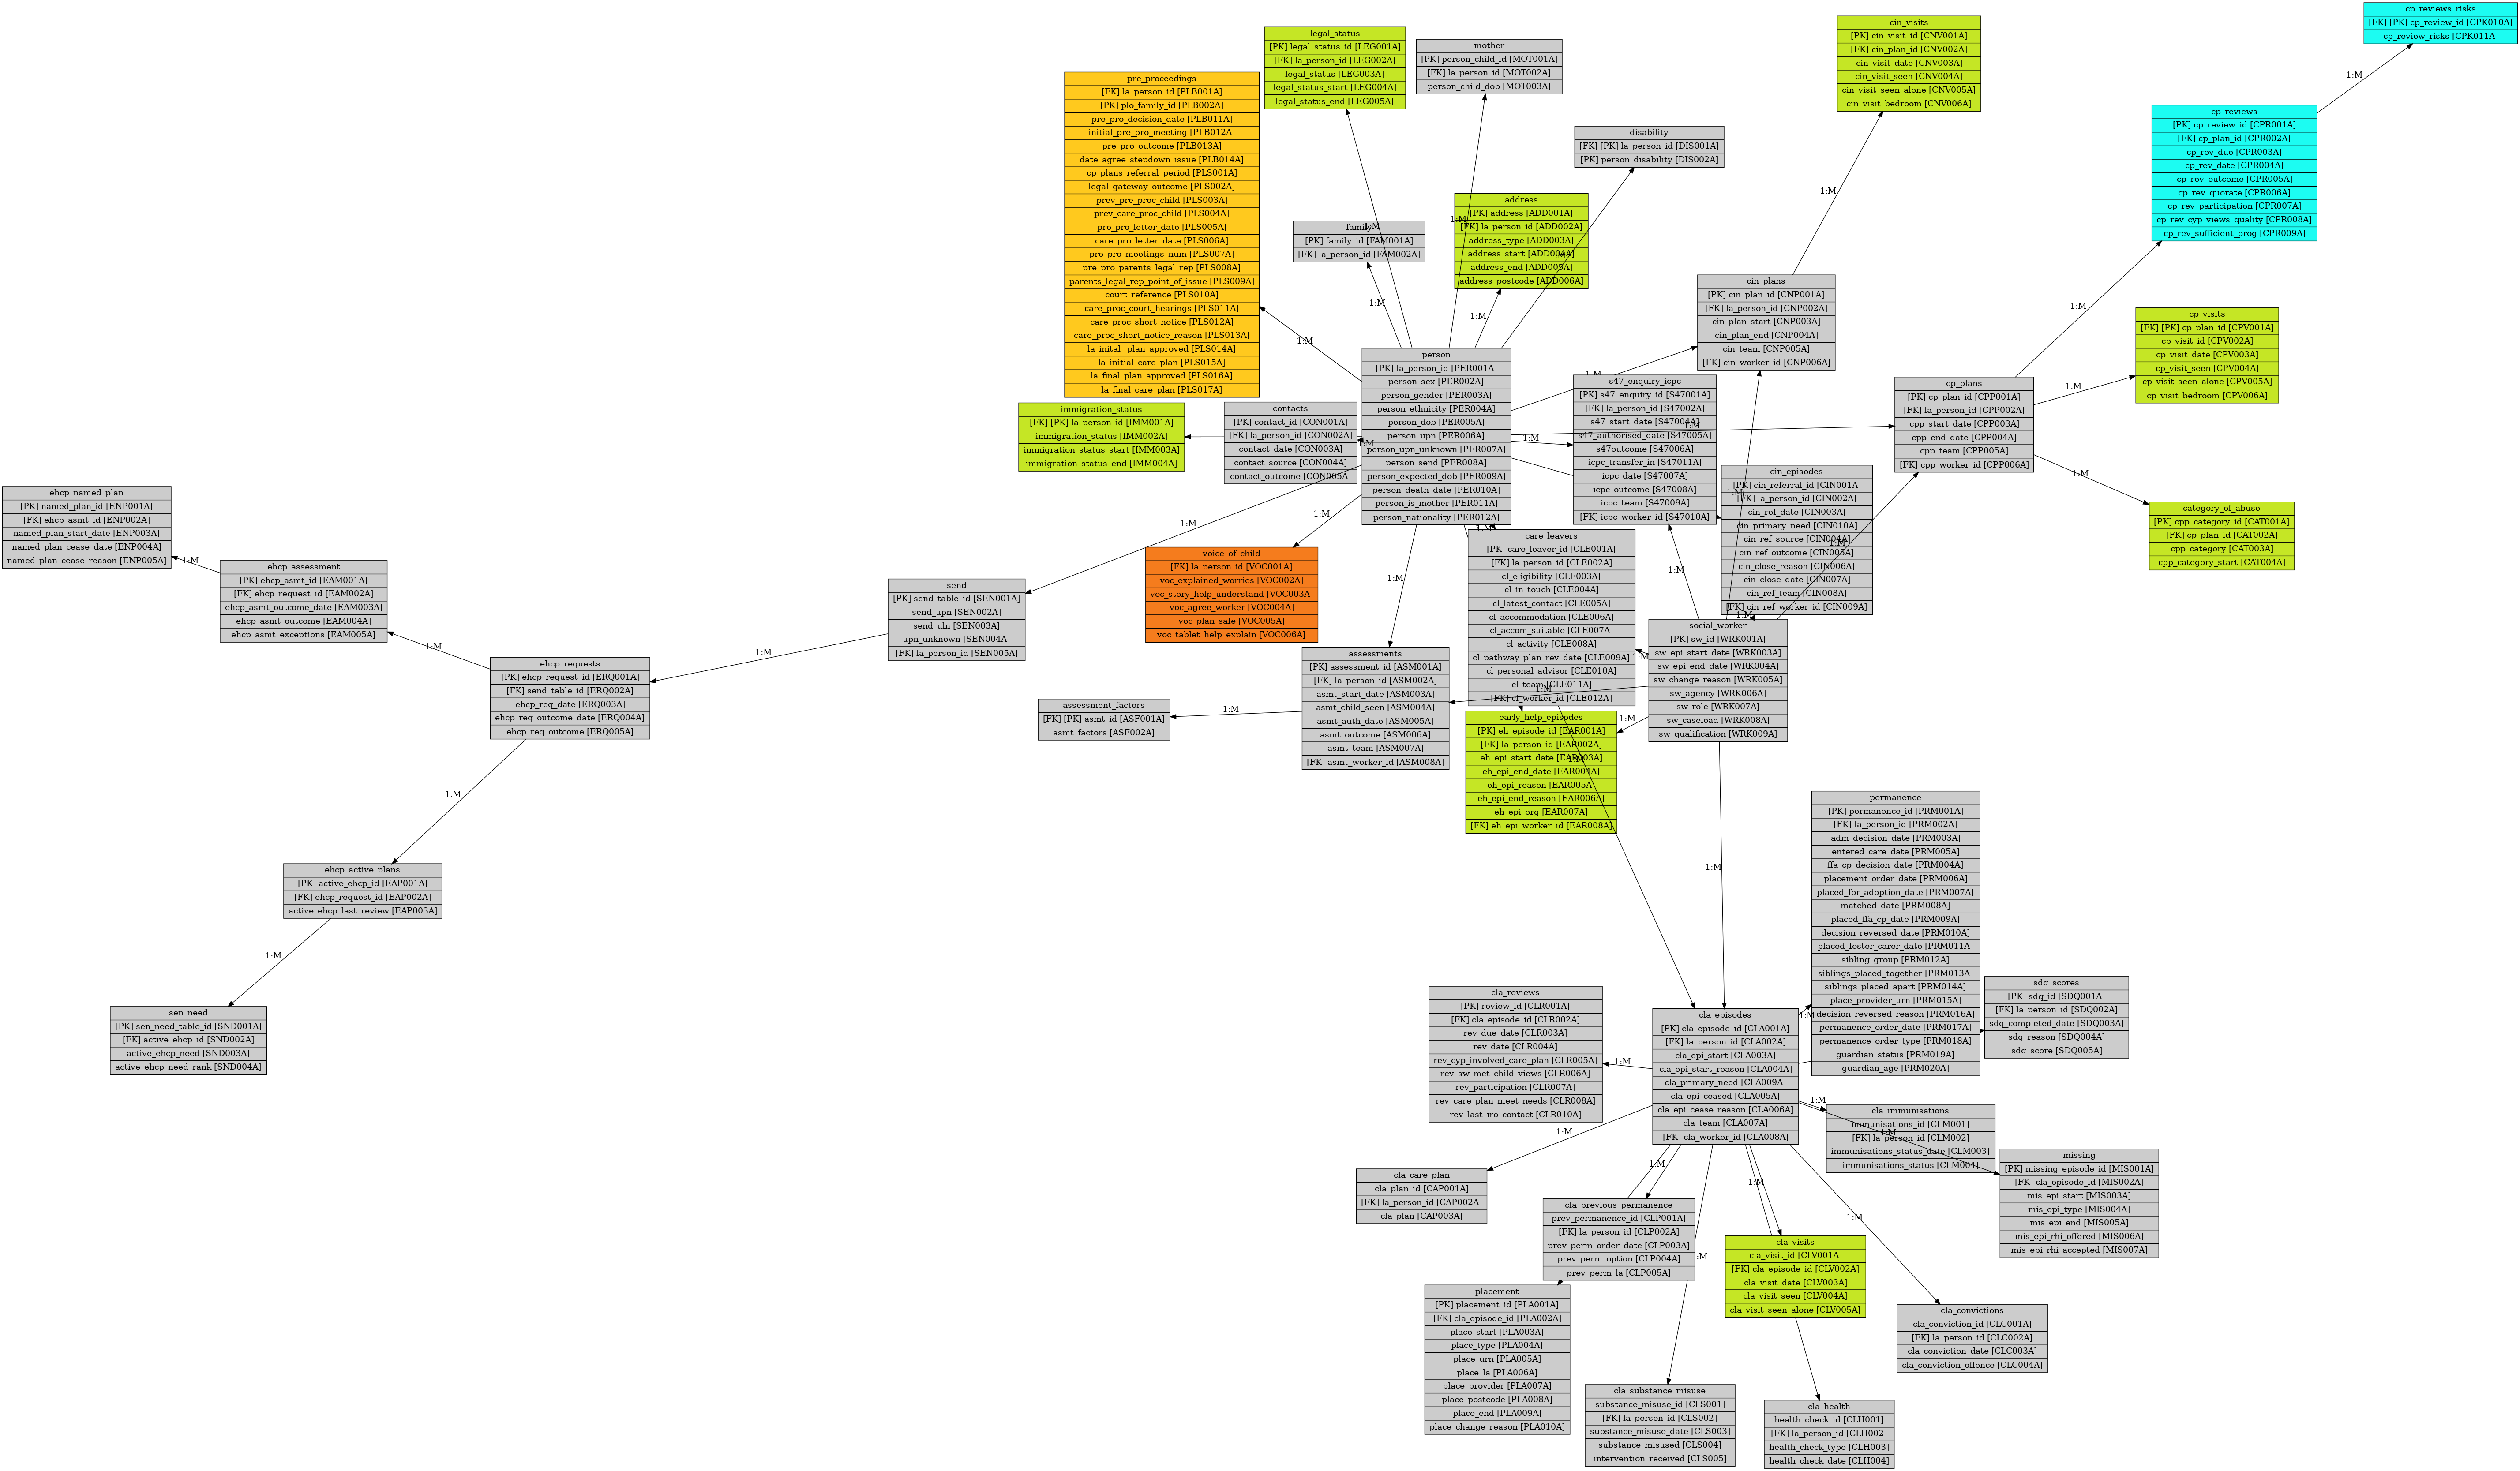 cp_reviews_risks
[FK] [PK] cp_review_id [CPK010A]
cp_review_risks [CPK011A]
cin_visits
[PK] cin_visit_id [CNV001A]
[FK] cin_plan_id [CNV002A]
cin_visit_date [CNV003A]
cin_visit_seen [CNV004A]
cin_visit_seen_alone [CNV005A]
cin_visit_bedroom [CNV006A]
legal_status
[PK] legal_status_id [LEG001A]
[FK] la_person_id [LEG002A]
legal_status [LEG003A]
legal_status_start [LEG004A]
legal_status_end [LEG005A]
mother
[PK] person_child_id [MOT001A]
[FK] la_person_id [MOT002A]
person_child_dob [MOT003A]
pre_proceedings
[FK] la_person_id [PLB001A]
[PK] plo_family_id [PLB002A]
pre_pro_decision_date [PLB011A]
initial_pre_pro_meeting [PLB012A]
pre_pro_outcome [PLB013A]
date_agree_stepdown_issue [PLB014A]
cp_plans_referral_period [PLS001A]
legal_gateway_outcome [PLS002A]
prev_pre_proc_child [PLS003A]
prev_care_proc_child [PLS004A]
pre_pro_letter_date [PLS005A]
care_pro_letter_date [PLS006A]
pre_pro_meetings_num [PLS007A]
pre_pro_parents_legal_rep [PLS008A]
parents_legal_rep_point_of_issue [PLS009A]
court_reference [PLS010A]
care_proc_court_hearings [PLS011A]
care_proc_short_notice [PLS012A]
care_proc_short_notice_reason [PLS013A]
la_inital _plan_approved [PLS014A]
la_initial_care_plan [PLS015A]
la_final_plan_approved [PLS016A]
la_final_care_plan [PLS017A]
1:M
cp_reviews
[PK] cp_review_id [CPR001A]
[FK] cp_plan_id [CPR002A]
cp_rev_due [CPR003A]
cp_rev_date [CPR004A]
cp_rev_outcome [CPR005A]
cp_rev_quorate [CPR006A]
cp_rev_participation [CPR007A]
cp_rev_cyp_views_quality [CPR008A]
cp_rev_sufficient_prog [CPR009A]
disability
[FK] [PK] la_person_id [DIS001A]
[PK] person_disability [DIS002A]
address
[PK] address [ADD001A]
[FK] la_person_id [ADD002A]
address_type [ADD003A]
address_start [ADD004A]
address_end [ADD005A]
address_postcode [ADD006A]
1:M
1:M
1:M
1:M
family
[PK] family_id [FAM001A]
[FK] la_person_id [FAM002A]
cin_plans
[PK] cin_plan_id [CNP001A]
[FK] la_person_id [CNP002A]
cin_plan_start [CNP003A]
cin_plan_end [CNP004A]
cin_team [CNP005A]
[FK] cin_worker_id [CNP006A]
1:M
1:M
1:M
1:M
cp_visits
[FK] [PK] cp_plan_id [CPV001A]
cp_visit_id [CPV002A]
cp_visit_date [CPV003A]
cp_visit_seen [CPV004A]
cp_visit_seen_alone [CPV005A]
cp_visit_bedroom [CPV006A]
person
[PK] la_person_id [PER001A]
person_sex [PER002A]
person_gender [PER003A]
person_ethnicity [PER004A]
person_dob [PER005A]
person_upn [PER006A]
person_upn_unknown [PER007A]
person_send [PER008A]
person_expected_dob [PER009A]
person_death_date [PER010A]
person_is_mother [PER011A]
person_nationality [PER012A]
1:M
s47_enquiry_icpc
[PK] s47_enquiry_id [S47001A]
[FK] la_person_id [S47002A]
s47_start_date [S47004A]
s47_authorised_date [S47005A]
s47outcome [S47006A]
icpc_transfer_in [S47011A]
icpc_date [S47007A]
icpc_outcome [S47008A]
icpc_team [S47009A]
[FK] icpc_worker_id [S47010A]
cp_plans
[PK] cp_plan_id [CPP001A]
[FK] la_person_id [CPP002A]
cpp_start_date [CPP003A]
cpp_end_date [CPP004A]
cpp_team [CPP005A]
[FK] cpp_worker_id [CPP006A]
1:M
immigration_status
[FK] [PK] la_person_id [IMM001A]
immigration_status [IMM002A]
immigration_status_start [IMM003A]
immigration_status_end [IMM004A]
contacts
[PK] contact_id [CON001A]
[FK] la_person_id [CON002A]
contact_date [CON003A]
contact_source [CON004A]
contact_outcome [CON005A]
1:M
1:M
1:M
1:M
cin_episodes
[PK] cin_referral_id [CIN001A]
[FK] la_person_id [CIN002A]
cin_ref_date [CIN003A]
cin_primary_need [CIN010A]
cin_ref_source [CIN004A]
cin_ref_outcome [CIN005A]
cin_close_reason [CIN006A]
cin_close_date [CIN007A]
cin_ref_team [CIN008A]
[FK] cin_ref_worker_id [CIN009A]
1:M
1:M
category_of_abuse
[PK] cpp_category_id [CAT001A]
[FK] cp_plan_id [CAT002A]
cpp_category [CAT003A]
cpp_category_start [CAT004A]
ehcp_named_plan
[PK] named_plan_id [ENP001A]
[FK] ehcp_asmt_id [ENP002A]
named_plan_start_date [ENP003A]
named_plan_cease_date [ENP004A]
named_plan_cease_reason [ENP005A]
1:M
1:M
1:M
1:M
care_leavers
[PK] care_leaver_id [CLE001A]
[FK] la_person_id [CLE002A]
cl_eligibility [CLE003A]
cl_in_touch [CLE004A]
cl_latest_contact [CLE005A]
cl_accommodation [CLE006A]
cl_accom_suitable [CLE007A]
cl_activity [CLE008A]
cl_pathway_plan_rev_date [CLE009A]
cl_personal_advisor [CLE010A]
cl_team [CLE011A]
[FK] cl_worker_id [CLE012A]
voice_of_child
[FK] la_person_id [VOC001A]
voc_explained_worries [VOC002A]
voc_story_help_understand [VOC003A]
voc_agree_worker [VOC004A]
voc_plan_safe [VOC005A]
voc_tablet_help_explain [VOC006A]
1:M
ehcp_assessment
[PK] ehcp_asmt_id [EAM001A]
[FK] ehcp_request_id [EAM002A]
ehcp_asmt_outcome_date [EAM003A]
ehcp_asmt_outcome [EAM004A]
ehcp_asmt_exceptions [EAM005A]
1:M
1:M
send
[PK] send_table_id [SEN001A]
send_upn [SEN002A]
send_uln [SEN003A]
upn_unknown [SEN004A]
[FK] la_person_id [SEN005A]
1:M
social_worker
[PK] sw_id [WRK001A]
sw_epi_start_date [WRK003A]
sw_epi_end_date [WRK004A]
sw_change_reason [WRK005A]
sw_agency [WRK006A]
sw_role [WRK007A]
sw_caseload [WRK008A]
sw_qualification [WRK009A]
1:M
1:M
1:M
assessments
[PK] assessment_id [ASM001A]
[FK] la_person_id [ASM002A]
asmt_start_date [ASM003A]
asmt_child_seen [ASM004A]
asmt_auth_date [ASM005A]
asmt_outcome [ASM006A]
asmt_team [ASM007A]
[FK] asmt_worker_id [ASM008A]
ehcp_requests
[PK] ehcp_request_id [ERQ001A]
[FK] send_table_id [ERQ002A]
ehcp_req_date [ERQ003A]
ehcp_req_outcome_date [ERQ004A]
ehcp_req_outcome [ERQ005A]
1:M
assessment_factors
[FK] [PK] asmt_id [ASF001A]
asmt_factors [ASF002A]
1:M
1:M
early_help_episodes
[PK] eh_episode_id [EAR001A]
[FK] la_person_id [EAR002A]
eh_epi_start_date [EAR003A]
eh_epi_end_date [EAR004A]
eh_epi_reason [EAR005A]
eh_epi_end_reason [EAR006A]
eh_epi_org [EAR007A]
[FK] eh_epi_worker_id [EAR008A]
1:M
1:M
permanence
[PK] permanence_id [PRM001A]
[FK] la_person_id [PRM002A]
adm_decision_date [PRM003A]
entered_care_date [PRM005A]
ffa_cp_decision_date [PRM004A]
placement_order_date [PRM006A]
placed_for_adoption_date [PRM007A]
matched_date [PRM008A]
placed_ffa_cp_date [PRM009A]
decision_reversed_date [PRM010A]
placed_foster_carer_date [PRM011A]
sibling_group [PRM012A]
siblings_placed_together [PRM013A]
siblings_placed_apart [PRM014A]
place_provider_urn [PRM015A]
decision_reversed_reason [PRM016A]
permanence_order_date [PRM017A]
permanence_order_type [PRM018A]
guardian_status [PRM019A]
guardian_age [PRM020A]
1:M
ehcp_active_plans
[PK] active_ehcp_id [EAP001A]
[FK] ehcp_request_id [EAP002A]
active_ehcp_last_review [EAP003A]
1:M
sdq_scores
[PK] sdq_id [SDQ001A]
[FK] la_person_id [SDQ002A]
sdq_completed_date [SDQ003A]
sdq_reason [SDQ004A]
sdq_score [SDQ005A]
cla_reviews
[PK] review_id [CLR001A]
[FK] cla_episode_id [CLR002A]
rev_due_date [CLR003A]
rev_date [CLR004A]
rev_cyp_involved_care_plan [CLR005A]
rev_sw_met_child_views [CLR006A]
rev_participation [CLR007A]
rev_care_plan_meet_needs [CLR008A]
rev_last_iro_contact [CLR010A]
sen_need
[PK] sen_need_table_id [SND001A]
[FK] active_ehcp_id [SND002A]
active_ehcp_need [SND003A]
active_ehcp_need_rank [SND004A]
cla_episodes
[PK] cla_episode_id [CLA001A]
[FK] la_person_id [CLA002A]
cla_epi_start [CLA003A]
cla_epi_start_reason [CLA004A]
cla_primary_need [CLA009A]
cla_epi_ceased [CLA005A]
cla_epi_cease_reason [CLA006A]
cla_team [CLA007A]
[FK] cla_worker_id [CLA008A]
1:M
1:M
1:M
1:M
cla_immunisations
[FK] la_person_id [CLM002]
immunisations_status_date [CLM003]
immunisations_status [CLM004]
1:M
missing
[PK] missing_episode_id [MIS001A]
[FK] cla_episode_id [MIS002A]
mis_epi_start [MIS003A]
mis_epi_type [MIS004A]
mis_epi_end [MIS005A]
mis_epi_rhi_offered [MIS006A]
mis_epi_rhi_accepted [MIS007A]
1:M
cla_care_plan
cla_plan_id [CAP001A]
[FK] la_person_id [CAP002A]
cla_plan [CAP003A]
1:M
cla_previous_permanence
prev_permanence_id [CLP001A]
[FK] la_person_id [CLP002A]
prev_perm_order_date [CLP003A]
prev_perm_option [CLP004A]
prev_perm_la [CLP005A]
1:M
:M
cla_visits
cla_visit_id [CLV001A]
[FK] cla_episode_id [CLV002A]
cla_visit_date [CLV003A]
cla_visit_seen [CLV004A]
cla_visit_seen_alone [CLV005A]
placement
[PK] placement_id [PLA001A]
[FK] cla_episode_id [PLA002A]
place_start [PLA003A]
place_type [PLA004A]
place_urn [PLA005A]
place_la [PLA006A]
place_provider [PLA007A]
place_postcode [PLA008A]
place_end [PLA009A]
place_change_reason [PLA010A]
cla_convictions
cla_conviction_id [CLC001A]
[FK] la_person_id [CLC002A]
cla_conviction_date [CLC003A]
cla_conviction_offence [CLC004A]
cla_substance_misuse
substance_misuse_id [CLS001]
[FK] la_person_id [CLS002]
substance_misuse_date [CLS003]
substance_misused [CLS004]
intervention_received [CLS005]
cla_health
health_check_id [CLH001]
[FK] la_person_id [CLH002]
health_check_type [CLH003]
health_check_date [CLH004]